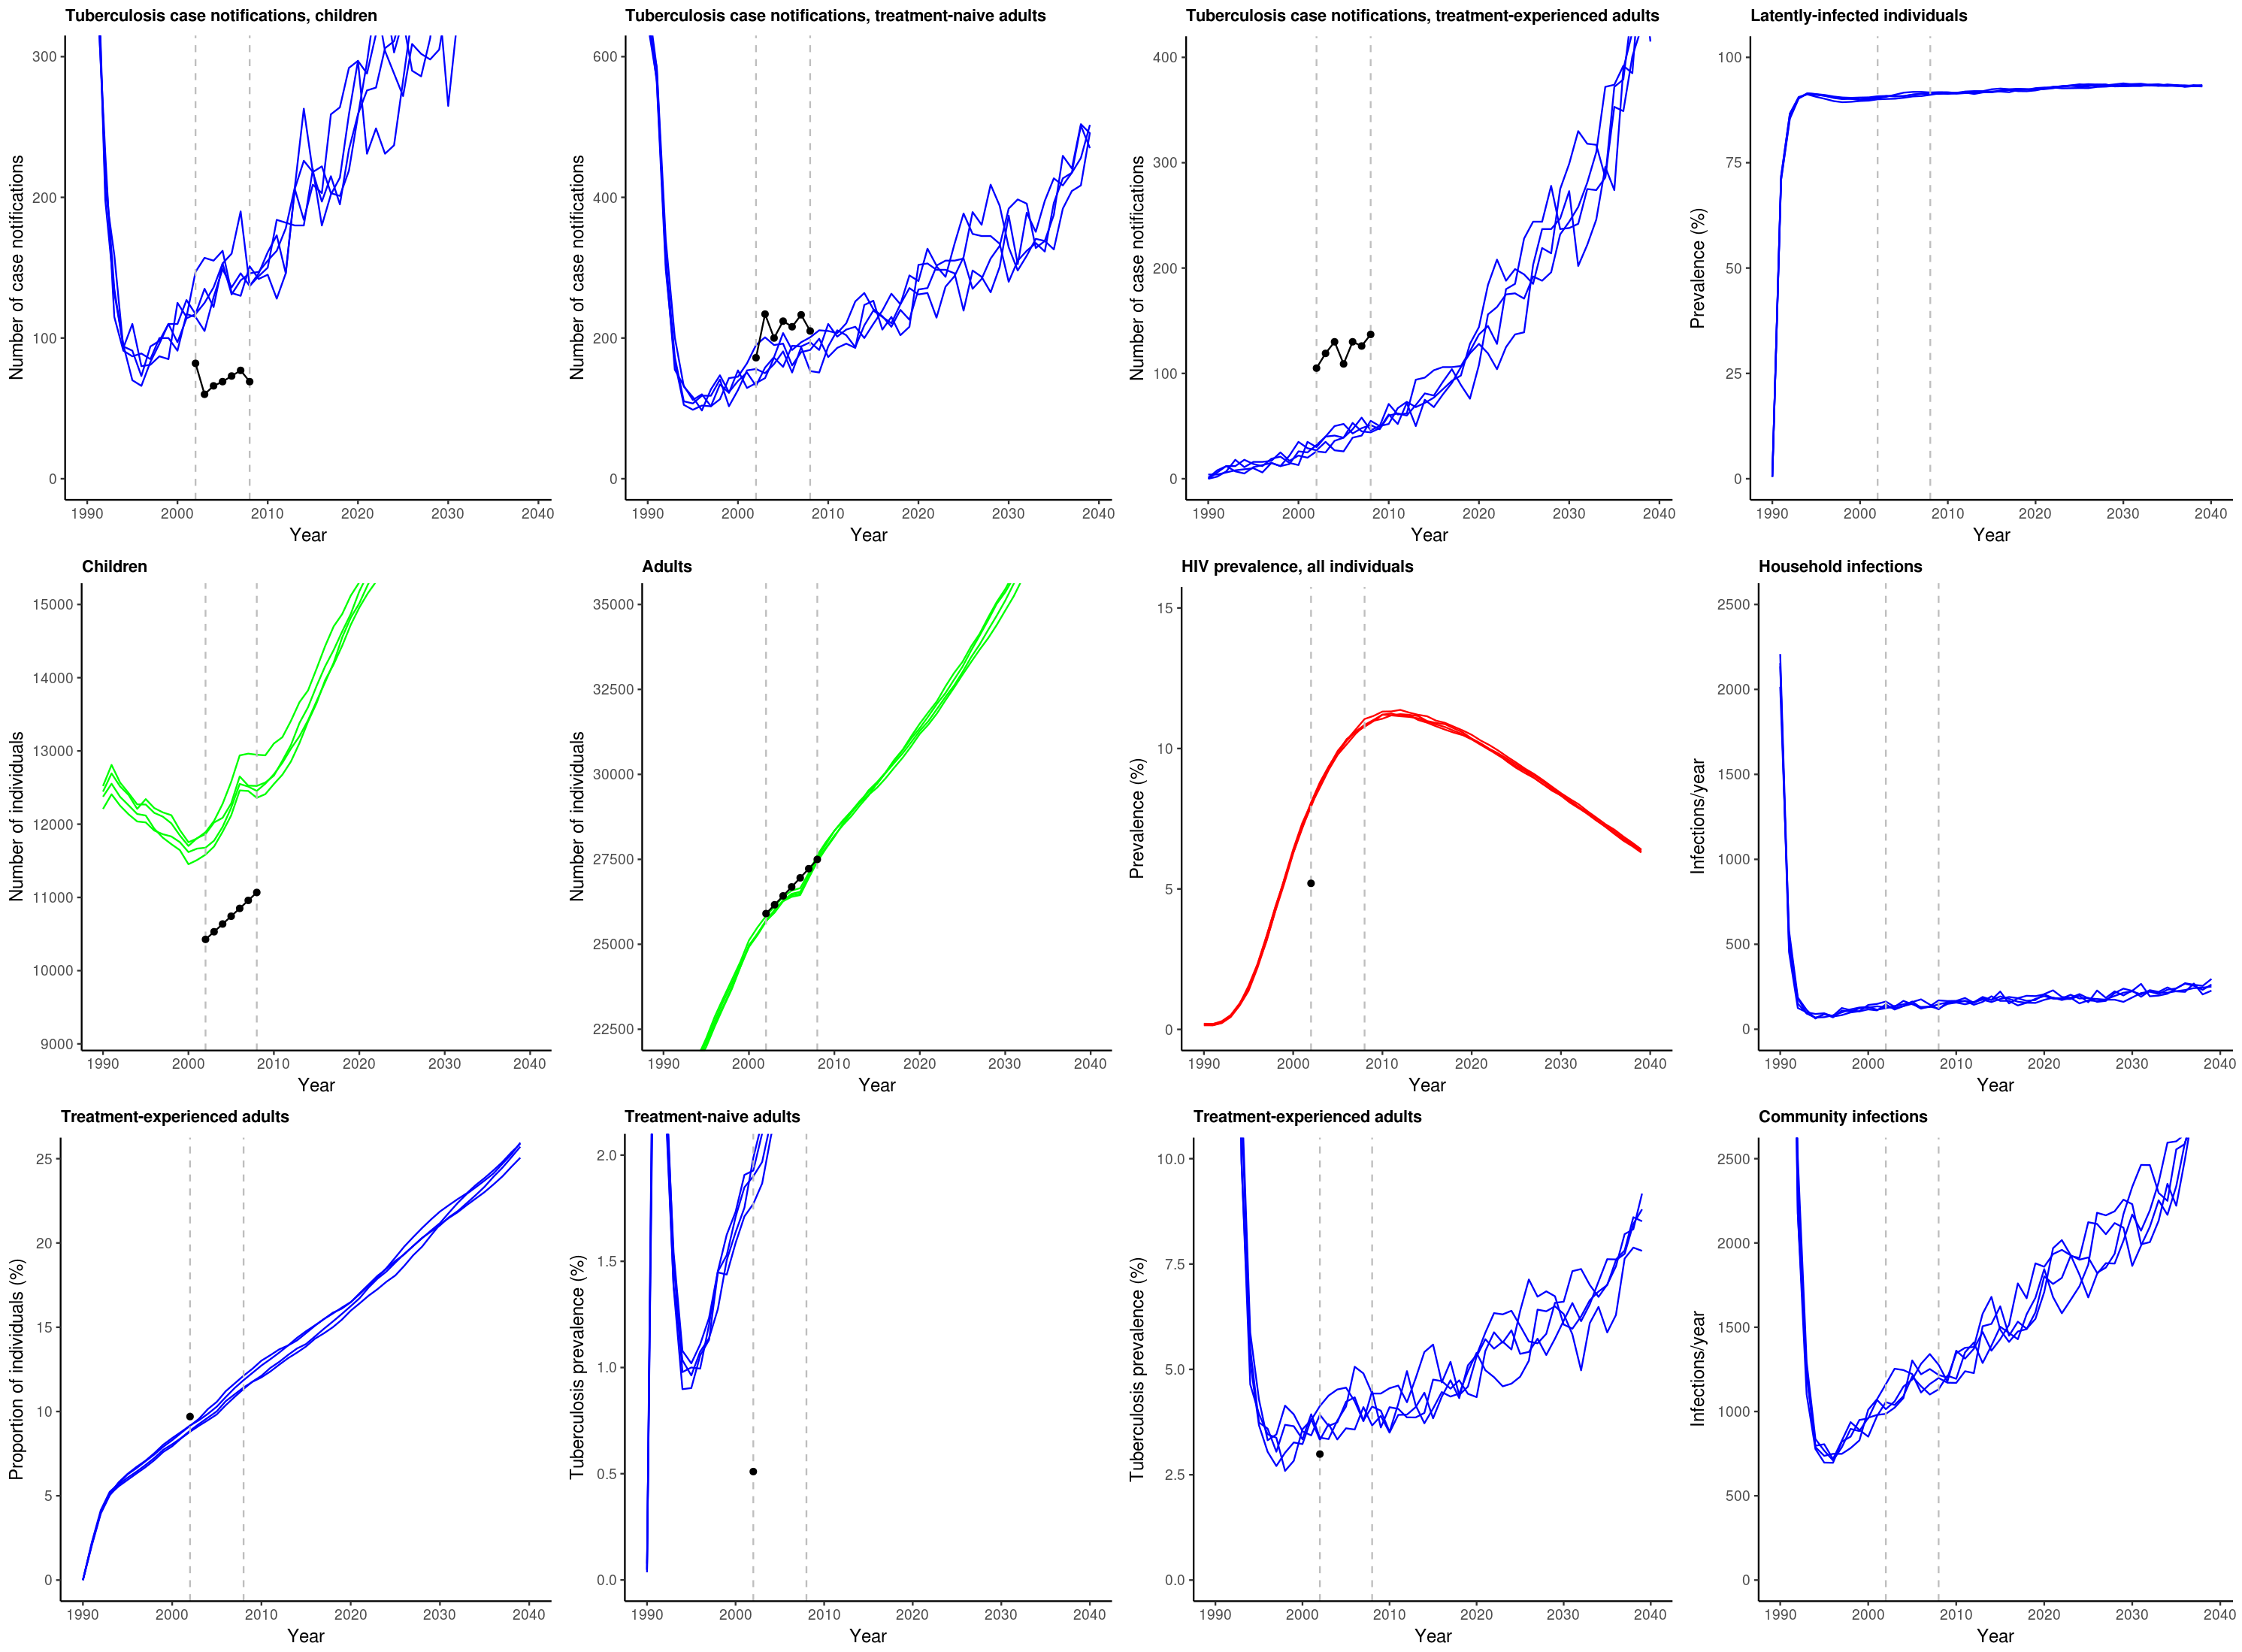 Tuberculosis case notifications, children
300
200
100
0
Number of case notifications
1990 2000 2010 2020 2030 2040
Year
Tuberculosis case notifications, treatment-naive adults
600
400
200
0
Number of case notifications
1990 2000 2010 2020 2030 2040
Year
Tuberculosis case notifications, treatment-experienced adults
400
300
200
100
0
Number of case notifications
1990 2000 2010 2020 2030 2040
Year
Latently-infected individuals
100
75
50
25
0
Prevalence (%)
1990 2000 2010 2020 2030 2040
Year
Children
15000
14000
13000
12000
11000
10000
9000
Number of individuals
1990 2000 2010 2020 2030 2040
Year
Adults
35000
32500
30000
27500
25000
22500
Number of individuals
1990 2000 2010 2020 2030 2040
Year
HIV prevalence, all individuals
15
10
5
0
Prevalence (%)
1990 2000 2010 2020 2030 2040
Year
Household infections
2500
2000
1500
1000
500
0
Infections/year
1990 2000 2010 2020 2030 2040
Year
Treatment-experienced adults
25
20
15
10
5
0
Proportion of individuals (%)
1990 2000 2010 2020 2030 2040
Year
Treatment-naive adults
2.0
1.5
1.0
0.5
0.0
Tuberculosis prevalence (%)
1990 2000 2010 2020 2030 2040
Year
Treatment-experienced adults
10.0
7.5
5.0
2.5
0.0
Tuberculosis prevalence (%)
1990 2000 2010 2020 2030 2040
Year
Community infections
2500
2000
1500
1000
500
0
Infections/year
1990 2000 2010 2020 2030 2040
Year